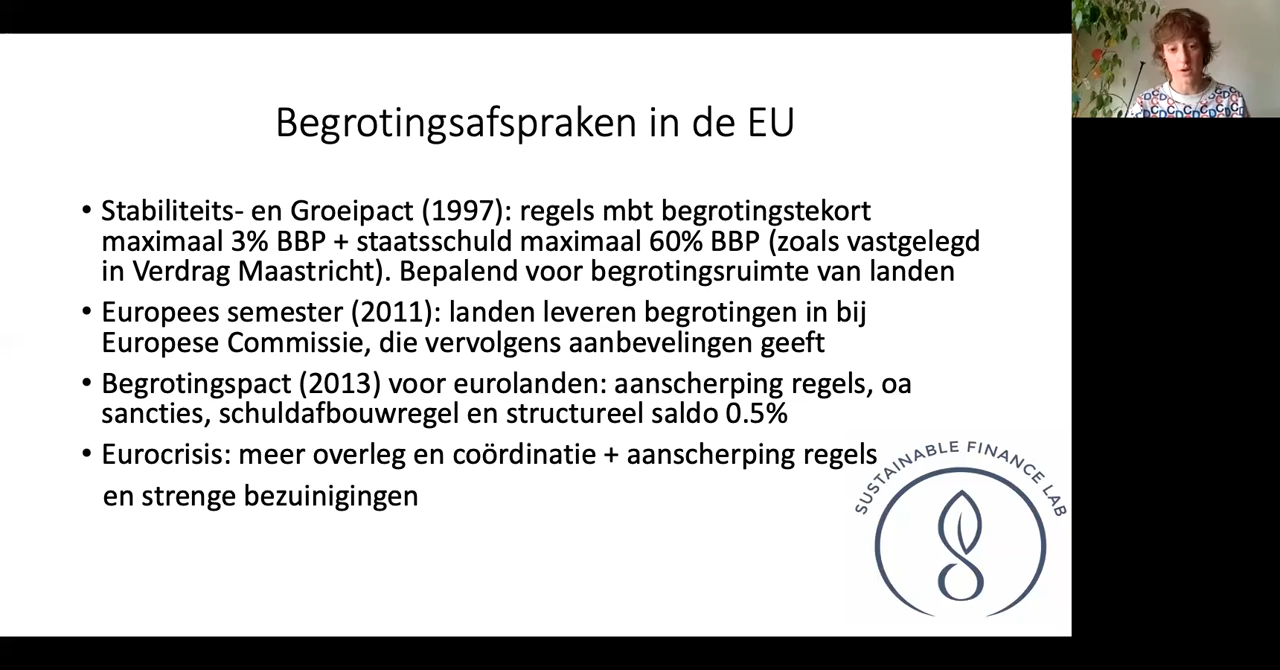 Begrotingsafspraken in de EU
• Stabiliteits- en Groeipact (1997): regels mbt begrotingstekort
maximaal 3% BBP + staatsschuld maximaal 60% BBP (zoals vastgelegd
in Verdrag Maastricht). Bepalend voor begrotingsruimte van landen
• Europees semester (2011): landen leveren begrotingen in bij
Europese Commissie, die vervolgens aanbevelingen geeft
• Begrotingspact (2013) voor eurolanden: aanscherping regels, oa
sancties, schuldafbouwregel en structureel saldo 0.5%
• Eurocrisis: meer overleg en coördinatie + aanscherping regels
en strenge bezuinigingen
SUSTAINABLE FINANCE LAB